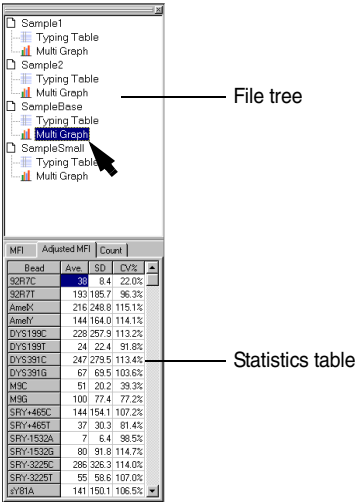 Sample1
Typing Table
Multi Graph
Sample2
Typing Table
Multi Graph
SampleBase
Typing Table
Multi Graph
SampleSmall
Typing Table
Multi Graph
File tree
MFI Adjusted MFI Count
Bead Ave. SD CV%
92R7C 38 8.4 22.0%
92R7T 193 185.7 96.3%
AmelX 216 248.8 115.1%
AmelY 144 164.0 114.1%
DYS199C 228 257.9 113.2%
DYS199T 24 22.4 91.8%
DYS391C 247 279.5 113.4%
DYS391G 67 69.5 103.6%
M9C 51 20.2 39.3%
M9G 100 77.4 77.2%
SRY+465C 144 154.1 107.2%
SRY+465T 37 30.3 81.4%
SRY-1532A 7 6.4 98.5%
SRY-1532G 80 91.8 114.7%
SRY-3225C 286 326.3 114.0%
SRY-3225T 55 58.6 107.0%
sY81A 141 150.1 106.5%
Statistics table